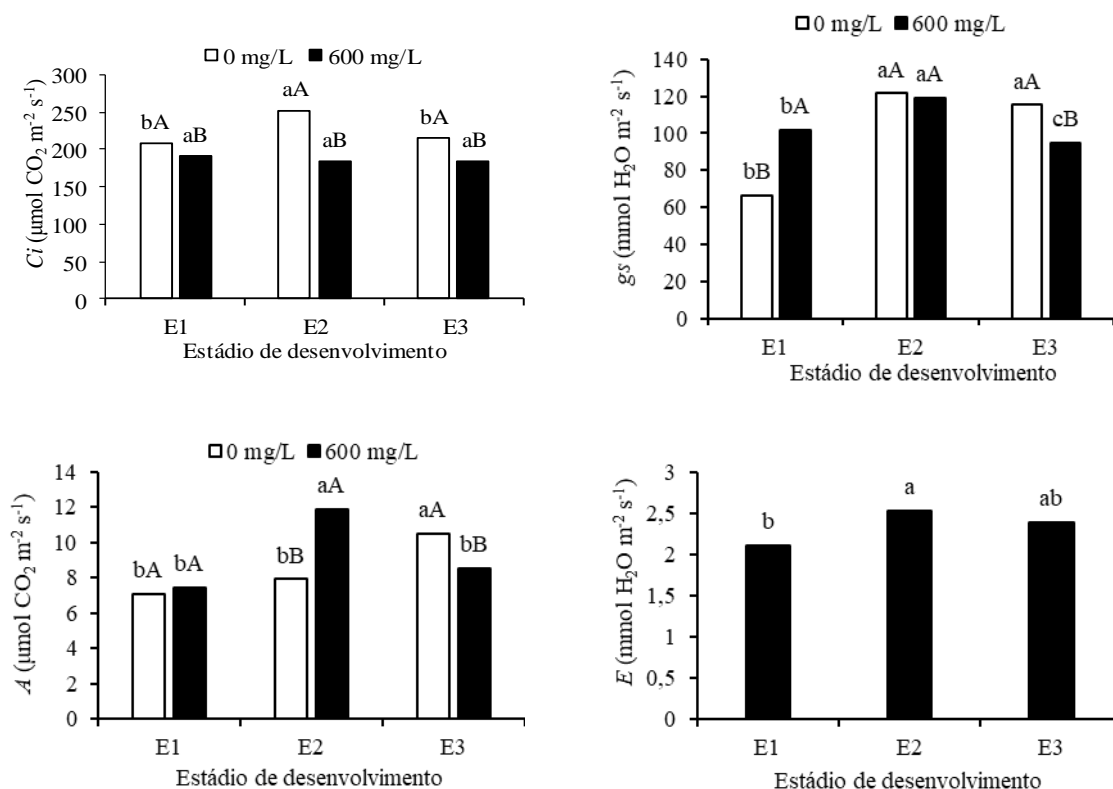 0 mg/L 600 mg/L
300
250
200
150
100
50
0
Ci (µmol CO2 m-2 s-1)
bA aB aA aB bA aB
E1 E2 E3
Estádio de desenvolvimento
0 mg/L 600 mg/L
140
120
100
80
60
40
20
0
gs (mmol H2O m-2 s-1)
bB bA aA aA aA cB
E1 E2 E3
Estádio de desenvolvimento
0 mg/L 600 mg/L
14
12
10
8
6
4
2
0
A (µmol CO2 m-2 s-1)
bA bA bB aA aA bB
E1 E2 E3
Estádio de desenvolvimento
3
2,5
2
1,5
1
0,5
0
E (mmol H2O m-2 s-1)
b a ab
E1 E2 E3
Estádio de desenvolvimento